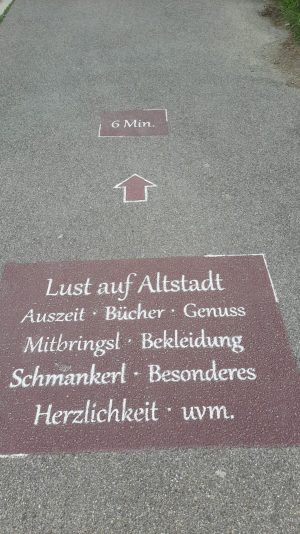 6 Min.
Lust auf Altstadt
Auszeit · Bücher · Genuss
Mitbringsl · Bekleidung
Schmankerl · Besonderes
Herzlichkeit · uvm.